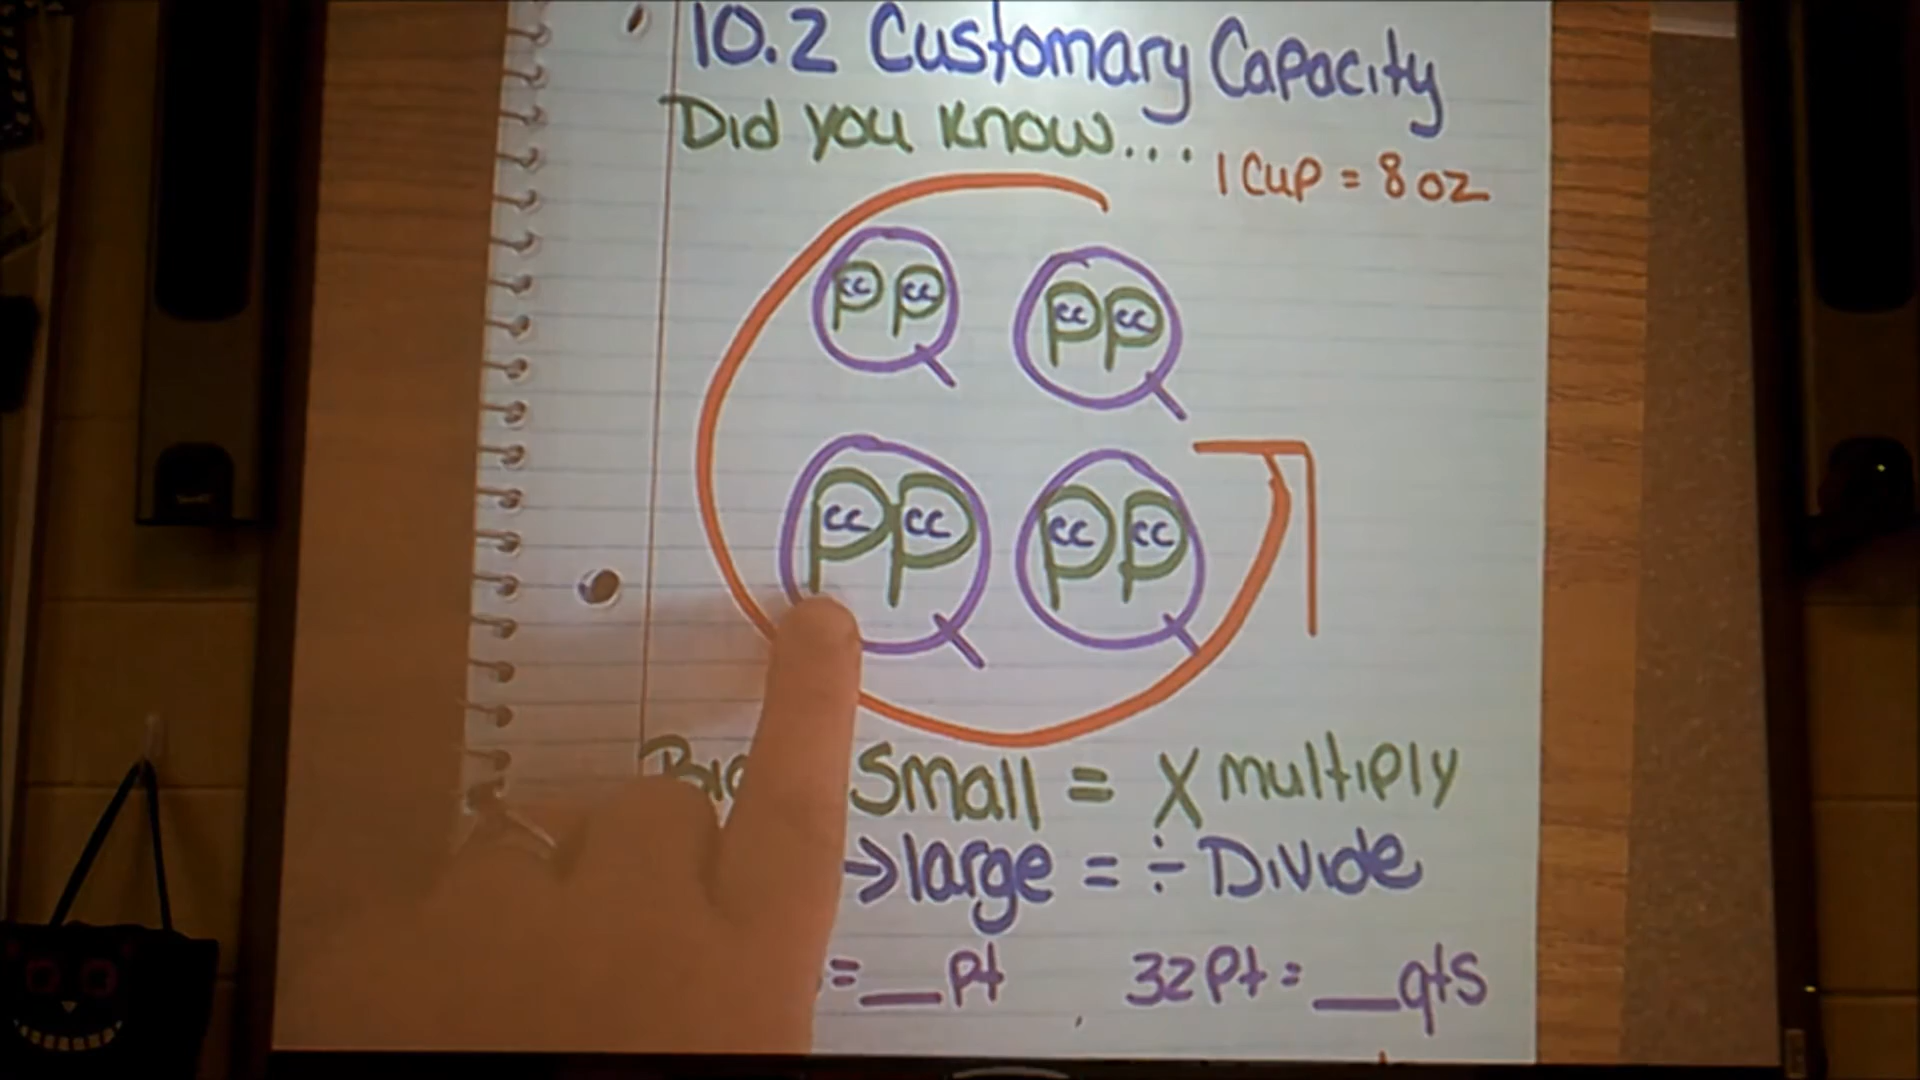 10.2 Customary Capacity
Did you know...
1 Cup = 8 oz
cc cc cc cc
P P P P
Q Q
cc cc cc cc
P P P P
Q Q
G
small = X multiply
→large = ÷ Divide
= __ pt 32 pt = __ qts